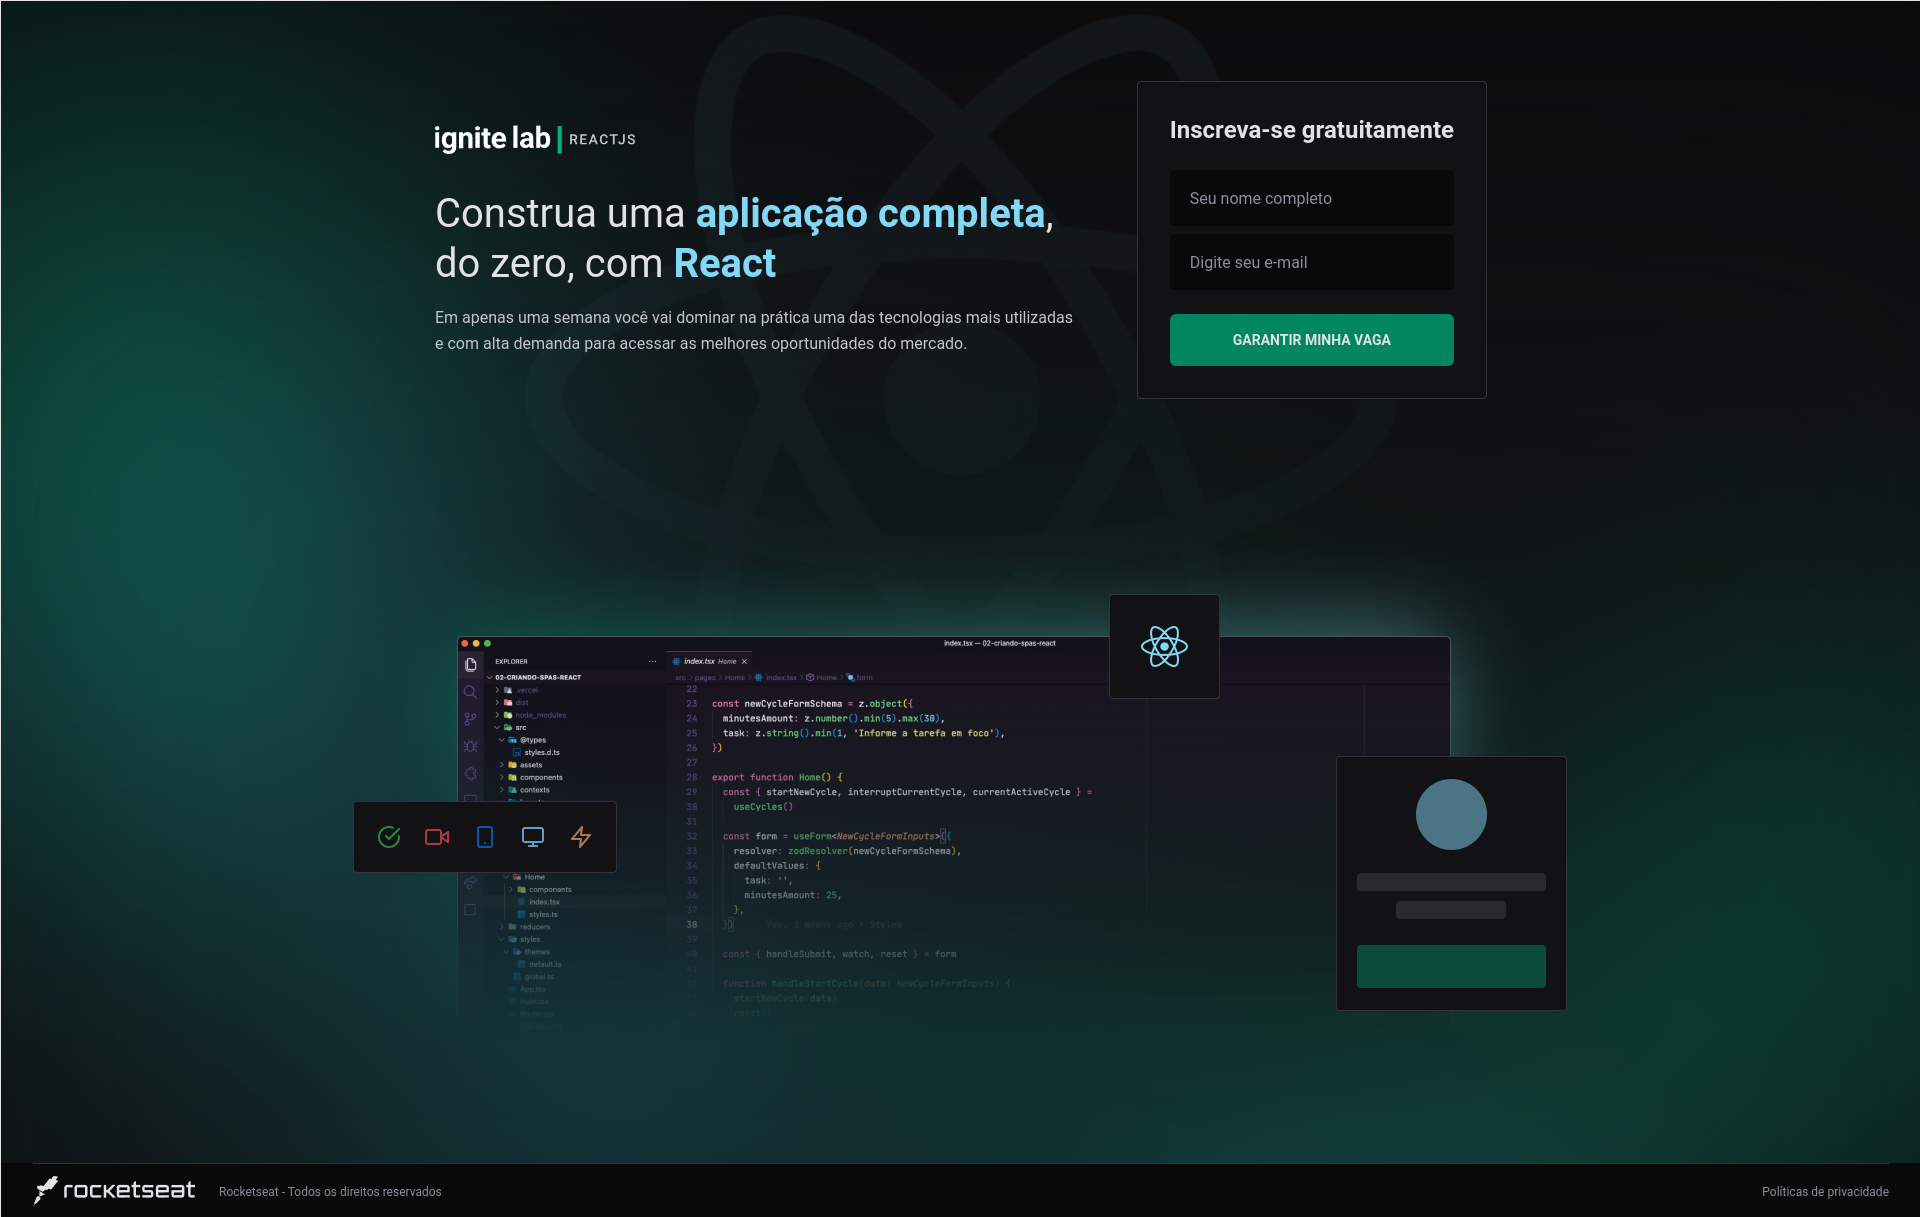 ignite lab | REACTJS
Construa uma aplicação completa,
do zero, com React
Em apenas uma semana você vai dominar na prática uma das tecnologias mais utilizadas
e com alta demanda para acessar as melhores oportunidades do mercado.
Inscreva-se gratuitamente
Seu nome completo
Digite seu e-mail
GARANTIR MINHA VAGA
index.tsx — 02-criando-spas-react
EXPLORER
02-CRIANDO-SPAS-REACT
.vercel
dist
node_modules
src
@types
styles.d.ts
assets
components
contexts
Home
components
index.tsx
styles.ts
reducers
styles
themes
default.ts
global.ts
App.tsx
main.tsx
Router.tsx
index.tsx Home
src > pages > Home > index.tsx > Home > form
22
23 const newCycleFormSchema = z.object({
24 minutesAmount: z.number().min(5).max(30),
25 task: z.string().min(1, 'Informe a tarefa em foco'),
26 })
27
28 export function Home() {
29 const { startNewCycle, interruptCurrentCycle, currentActiveCycle } =
30 useCycles()
31
32 const form = useForm<NewCycleFormInputs>({
33 resolver: zodResolver(newCycleFormSchema),
34 defaultValues: {
35 task: '',
36 minutesAmount: 25,
37 },
38 }) You, 3 weeks ago • Styles
39
40 const { handleSubmit, watch, reset } = form
41
42 function handleStartCycle(data: NewCycleFormInputs) {
43 startNewCycle(data)
reset()
rocketseat
Rocketseat - Todos os direitos reservados
Políticas de privacidade